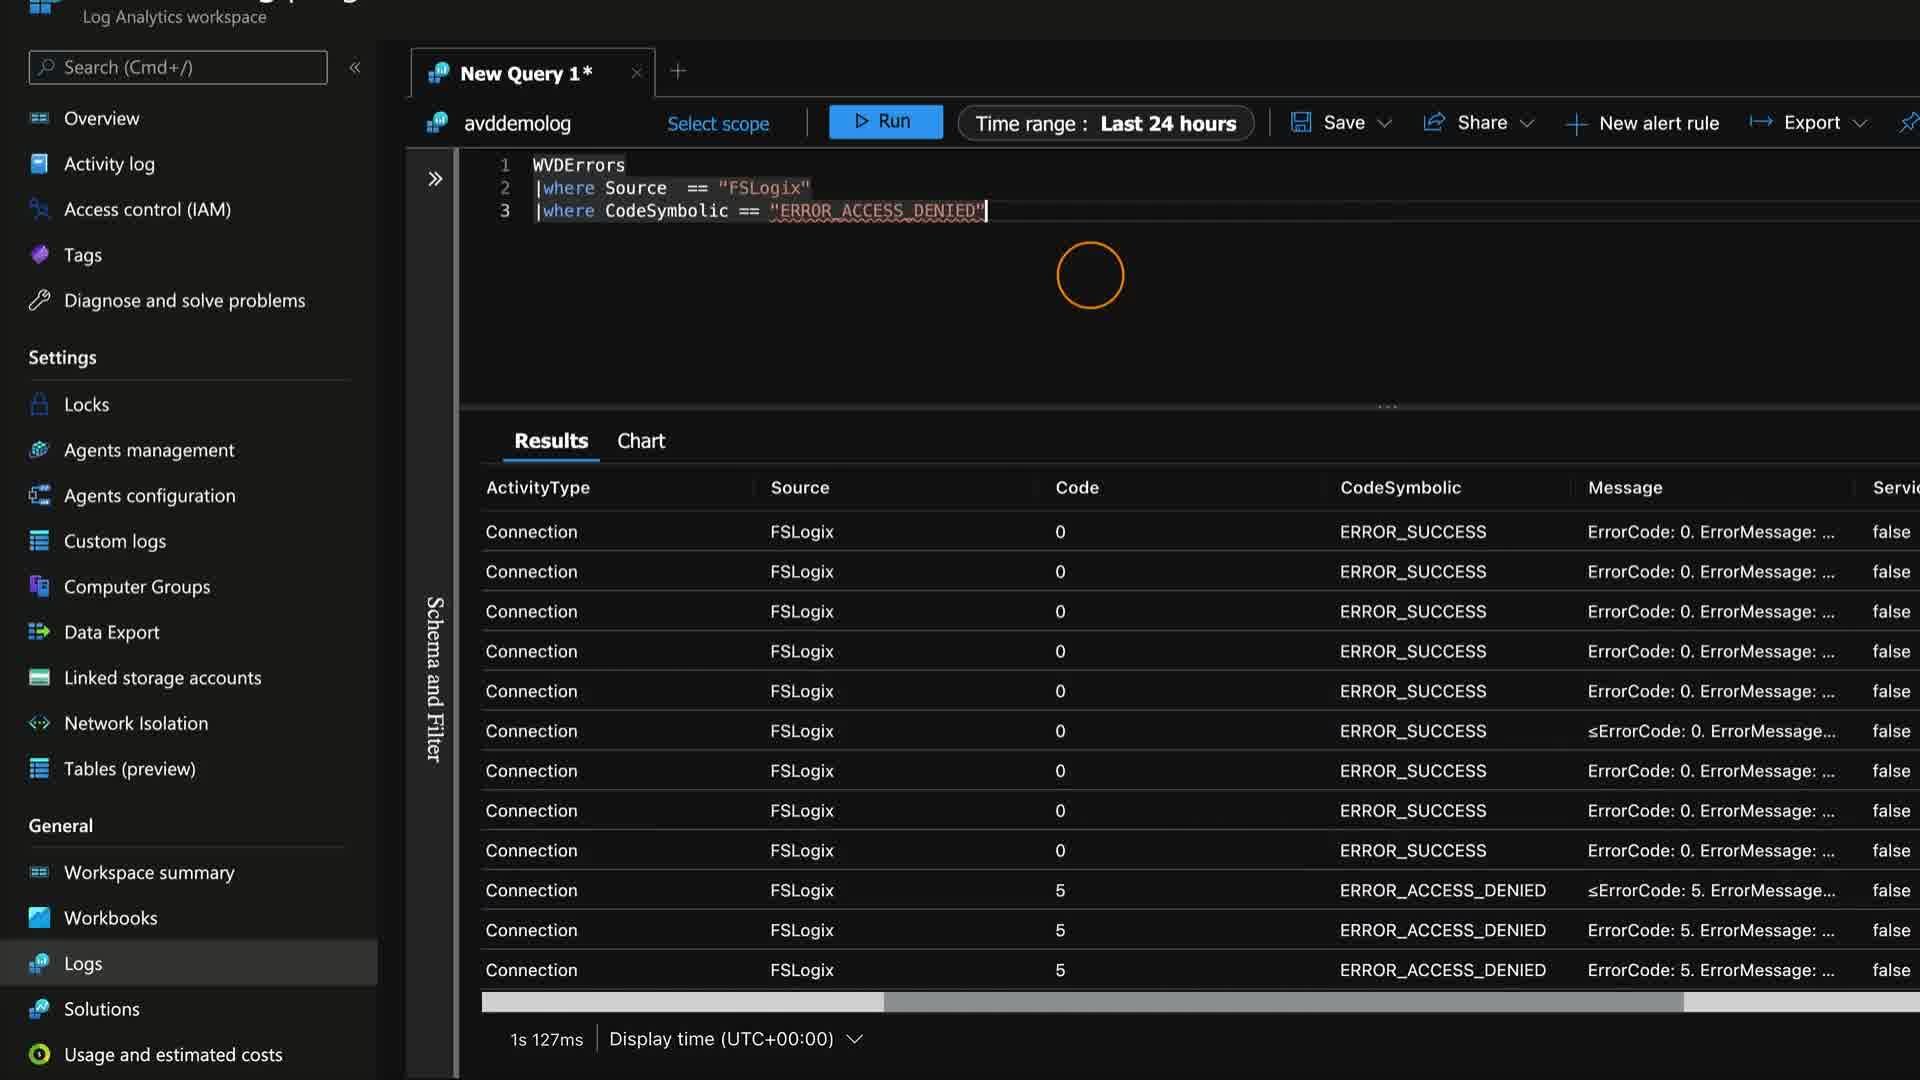 Log Analytics workspace
Search (Cmd+/)
«
Overview
Activity log
Access control (IAM)
Tags
Diagnose and solve problems
Settings
Locks
Agents management
Agents configuration
Custom logs
Computer Groups
Data Export
Linked storage accounts
Network Isolation
Tables (preview)
General
Workspace summary
Workbooks
Logs
Solutions
Usage and estimated costs
New Query 1*
avddemolog
Select scope
Run
Time range : Last 24 hours
Save
Share
New alert rule
Export
1 WVDErrors
2 |where Source  == "FSLogix"
3 |where CodeSymbolic == "ERROR_ACCESS_DENIED"
Schema and Filter
Results Chart
ActivityType Source Code CodeSymbolic Message Servic
Connection FSLogix 0 ERROR_SUCCESS ErrorCode: 0. ErrorMessage: ... false
Connection FSLogix 0 ERROR_SUCCESS ErrorCode: 0. ErrorMessage: ... false
Connection FSLogix 0 ERROR_SUCCESS ErrorCode: 0. ErrorMessage: ... false
Connection FSLogix 0 ERROR_SUCCESS ErrorCode: 0. ErrorMessage: ... false
Connection FSLogix 0 ERROR_SUCCESS ErrorCode: 0. ErrorMessage: ... false
Connection FSLogix 0 ERROR_SUCCESS ≤ErrorCode: 0. ErrorMessage... false
Connection FSLogix 0 ERROR_SUCCESS ErrorCode: 0. ErrorMessage: ... false
Connection FSLogix 0 ERROR_SUCCESS ErrorCode: 0. ErrorMessage: ... false
Connection FSLogix 0 ERROR_SUCCESS ErrorCode: 0. ErrorMessage: ... false
Connection FSLogix 5 ERROR_ACCESS_DENIED ≤ErrorCode: 5. ErrorMessage... false
Connection FSLogix 5 ERROR_ACCESS_DENIED ErrorCode: 5. ErrorMessage: ... false
Connection FSLogix 5 ERROR_ACCESS_DENIED ErrorCode: 5. ErrorMessage: ... false
1s 127ms
Display time (UTC+00:00)